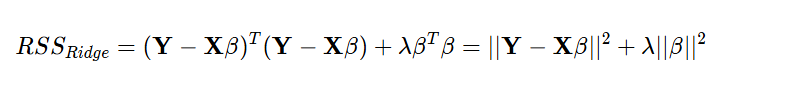 RSS_{Ridge} = (Y − Xβ)^T(Y − Xβ) + λβ^Tβ = ||Y − Xβ||² + λ||β||²